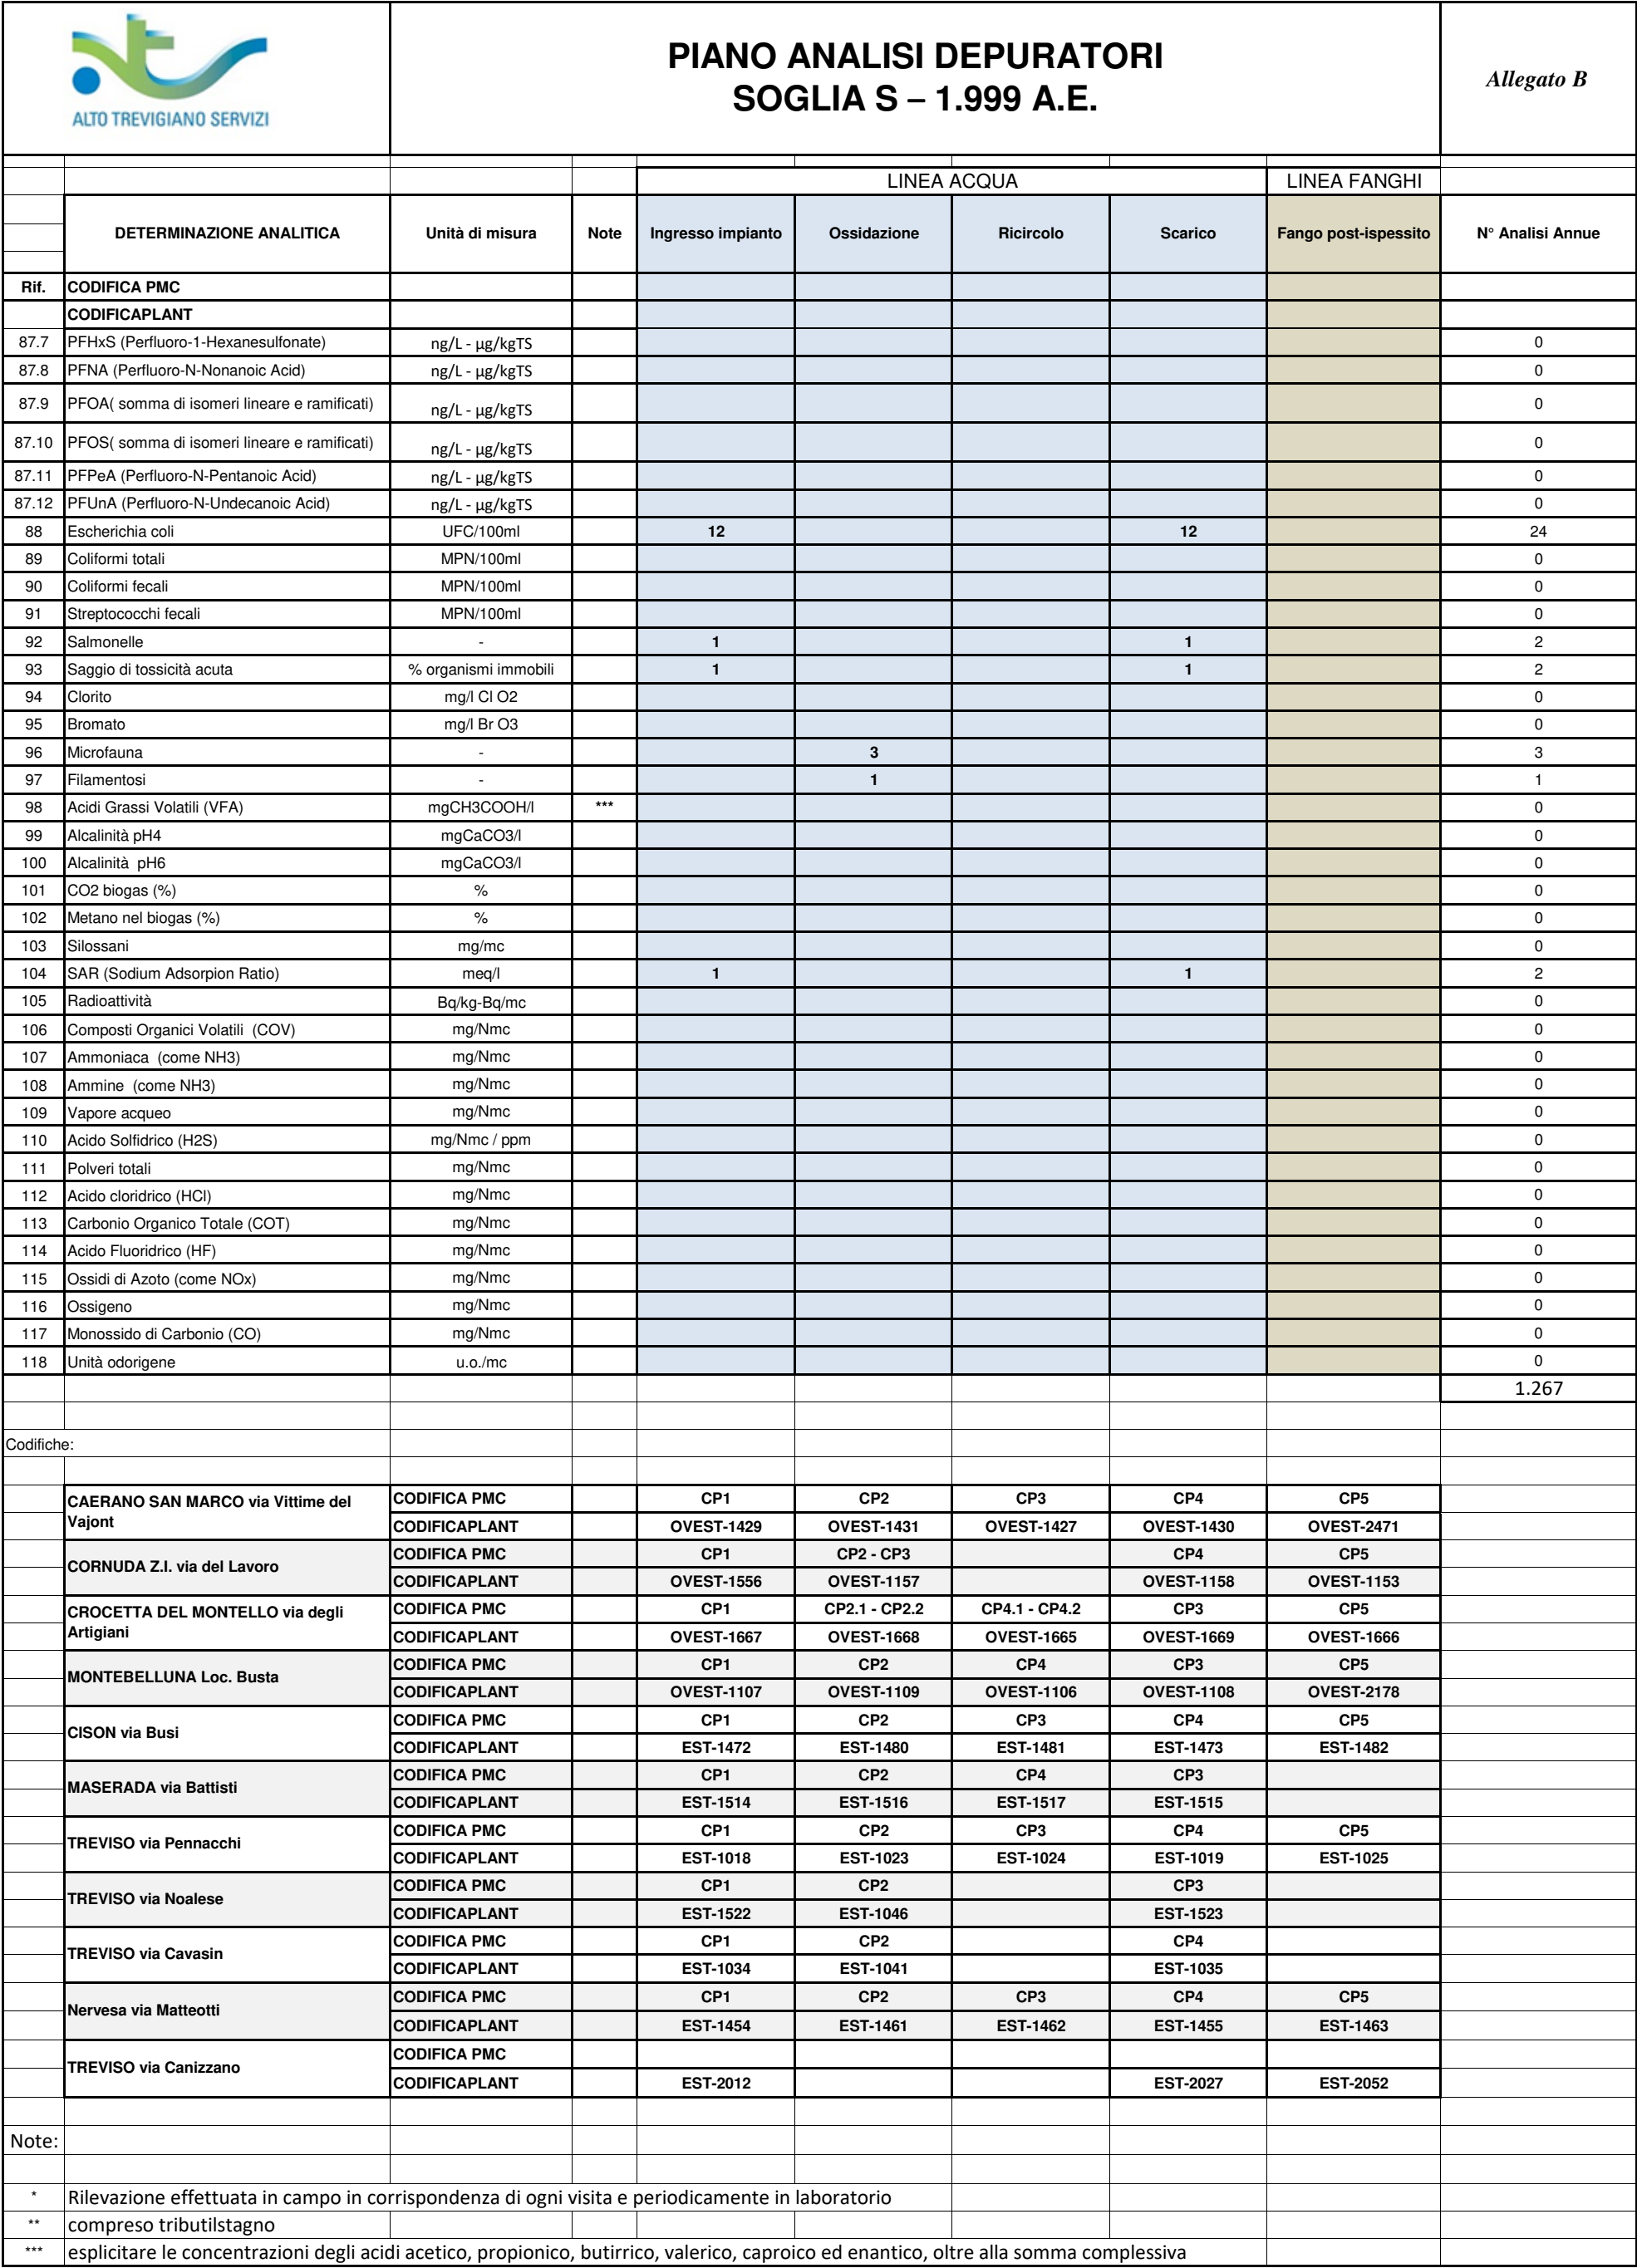 ALTO TREVIGIANO SERVIZI
PIANO ANALISI DEPURATORI
SOGLIA S – 1.999 A.E.
Allegato B
LINEA ACQUA LINEA FANGHI
DETERMINAZIONE ANALITICA Unità di misura Note Ingresso impianto Ossidazione Ricircolo Scarico Fango post-ispessito N° Analisi Annue
Rif. CODIFICA PMC
CODIFICAPLANT
87.7 PFHxS (Perfluoro-1-Hexanesulfonate) ng/L - µg/kgTS 0
87.8 PFNA (Perfluoro-N-Nonanoic Acid) ng/L - µg/kgTS 0
87.9 PFOA( somma di isomeri lineare e ramificati) ng/L - µg/kgTS 0
87.10 PFOS( somma di isomeri lineare e ramificati) ng/L - µg/kgTS 0
87.11 PFPeA (Perfluoro-N-Pentanoic Acid) ng/L - µg/kgTS 0
87.12 PFUnA (Perfluoro-N-Undecanoic Acid) ng/L - µg/kgTS 0
88 Escherichia coli UFC/100ml 12 12 24
89 Coliformi totali MPN/100ml 0
90 Coliformi fecali MPN/100ml 0
91 Streptococchi fecali MPN/100ml 0
92 Salmonelle - 1 1 2
93 Saggio di tossicità acuta % organismi immobili 1 1 2
94 Clorito mg/l Cl O2 0
95 Bromato mg/l Br O3 0
96 Microfauna - 3 3
97 Filamentosi - 1 1
98 Acidi Grassi Volatili (VFA) mgCH3COOH/l *** 0
99 Alcalinità pH4 mgCaCO3/l 0
100 Alcalinità pH6 mgCaCO3/l 0
101 CO2 biogas (%) % 0
102 Metano nel biogas (%) % 0
103 Silossani mg/mc 0
104 SAR (Sodium Adsorpion Ratio) meq/l 1 1 2
105 Radioattività Bq/kg-Bq/mc 0
106 Composti Organici Volatili (COV) mg/Nmc 0
107 Ammoniaca (come NH3) mg/Nmc 0
108 Ammine (come NH3) mg/Nmc 0
109 Vapore acqueo mg/Nmc 0
110 Acido Solfidrico (H2S) mg/Nmc / ppm 0
111 Polveri totali mg/Nmc 0
112 Acido cloridrico (HCl) mg/Nmc 0
113 Carbonio Organico Totale (COT) mg/Nmc 0
114 Acido Fluoridrico (HF) mg/Nmc 0
115 Ossidi di Azoto (come NOx) mg/Nmc 0
116 Ossigeno mg/Nmc 0
117 Monossido di Carbonio (CO) mg/Nmc 0
118 Unità odorigene u.o./mc 0
1.267
Codifiche:
CAERANO SAN MARCO via Vittime del Vajont CODIFICA PMC CP1 CP2 CP3 CP4 CP5
CODIFICAPLANT OVEST-1429 OVEST-1431 OVEST-1427 OVEST-1430 OVEST-2471
CORNUDA Z.I. via del Lavoro CODIFICA PMC CP1 CP2 - CP3 CP4 CP5
CODIFICAPLANT OVEST-1556 OVEST-1157 OVEST-1158 OVEST-1153
CROCETTA DEL MONTELLO via degli Artigiani CODIFICA PMC CP1 CP2.1 - CP2.2 CP4.1 - CP4.2 CP3 CP5
CODIFICAPLANT OVEST-1667 OVEST-1668 OVEST-1665 OVEST-1669 OVEST-1666
MONTEBELLUNA Loc. Busta CODIFICA PMC CP1 CP2 CP4 CP3 CP5
CODIFICAPLANT OVEST-1107 OVEST-1109 OVEST-1106 OVEST-1108 OVEST-2178
CISON via Busi CODIFICA PMC CP1 CP2 CP3 CP4 CP5
CODIFICAPLANT EST-1472 EST-1480 EST-1481 EST-1473 EST-1482
MASERADA via Battisti CODIFICA PMC CP1 CP2 CP4 CP3
CODIFICAPLANT EST-1514 EST-1516 EST-1517 EST-1515
TREVISO via Pennacchi CODIFICA PMC CP1 CP2 CP3 CP4 CP5
CODIFICAPLANT EST-1018 EST-1023 EST-1024 EST-1019 EST-1025
TREVISO via Noalese CODIFICA PMC CP1 CP2 CP3
CODIFICAPLANT EST-1522 EST-1046 EST-1523
TREVISO via Cavasin CODIFICA PMC CP1 CP2 CP4
CODIFICAPLANT EST-1034 EST-1041 EST-1035
Nervesa via Matteotti CODIFICA PMC CP1 CP2 CP3 CP4 CP5
CODIFICAPLANT EST-1454 EST-1461 EST-1462 EST-1455 EST-1463
TREVISO via Canizzano CODIFICA PMC
CODIFICAPLANT EST-2012 EST-2027 EST-2052
Note:
* Rilevazione effettuata in campo in corrispondenza di ogni visita e periodicamente in laboratorio
** compreso tributilstagno
*** esplicitare le concentrazioni degli acidi acetico, propionico, butirrico, valerico, caproico ed enantico, oltre alla somma complessiva